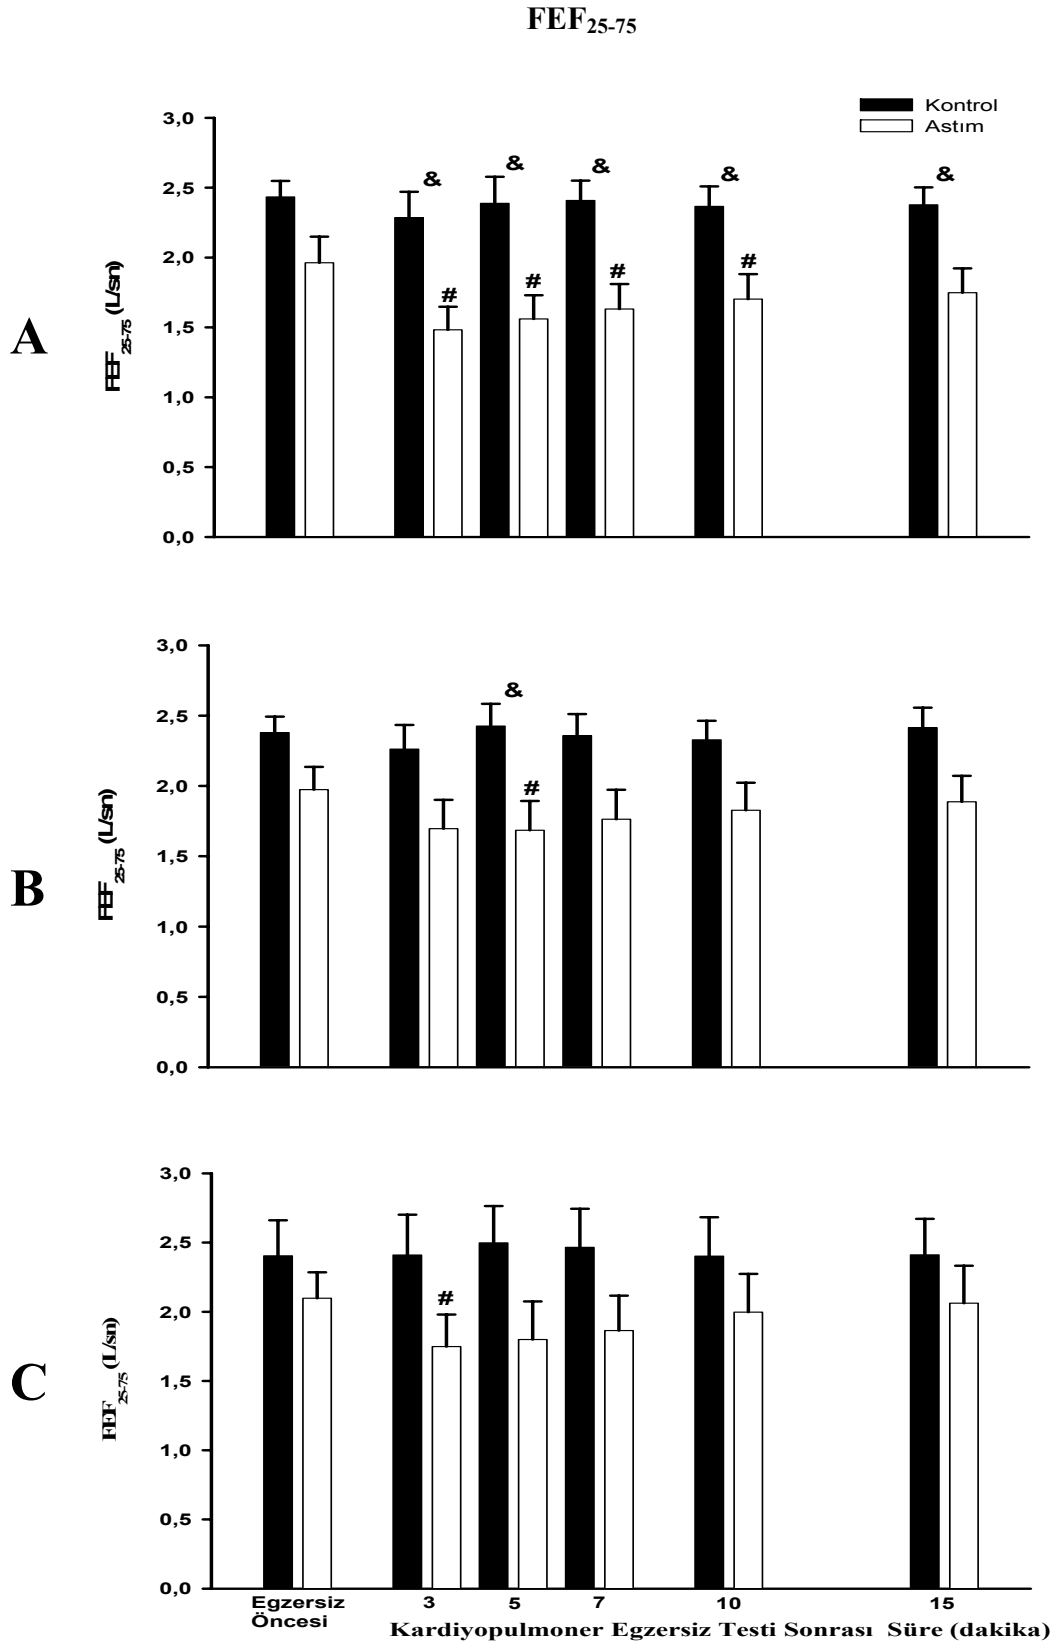 FEF25-75
Kontrol
Astım
A
FEF25-75 (L/sn)
3,0
2,5
2,0
1,5
1,0
0,5
0,0
& & & & &
# # # #
B
FEF25-75 (L/sn)
3,0
2,5
2,0
1,5
1,0
0,5
0,0
&
#
C
FEF25-75 (L/sn)
3,0
2,5
2,0
1,5
1,0
0,5
0,0
#
Egzersiz Öncesi 3 5 7 10 15
Kardiyopulmoner Egzersiz Testi Sonrası Süre (dakika)